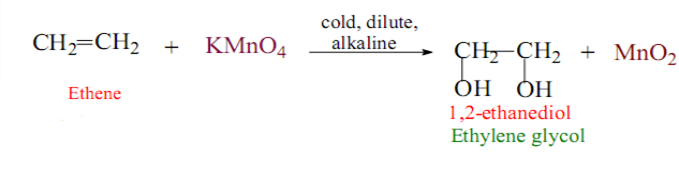 cold, dilute,
alkaline
CH₂=CH₂ + KMnO₄ CH₂-CH₂ + MnO₂
OH OH
Ethene
1,2-ethanediol
Ethylene glycol